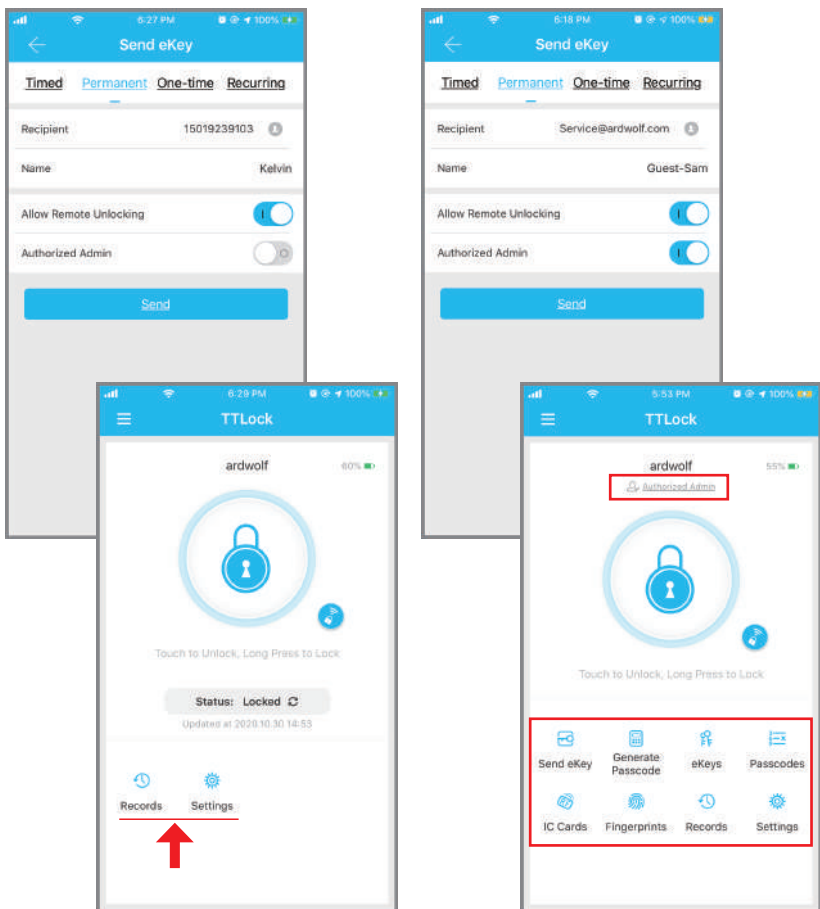 6:27 PM
100%
Send eKey
Timed Permanent One-time Recurring
Recipient 15019239103
Name Kelvin
Allow Remote Unlocking
Authorized Admin
Send
6:29 PM
100%
TTLock
ardwolf 60%
Touch to Unlock, Long Press to Lock
Status: Locked
Updated at 2020.10.30 14:53
Records Settings
6:18 PM
100%
Send eKey
Timed Permanent One-time Recurring
Recipient Service@ardwolf.com
Name Guest-Sam
Allow Remote Unlocking
Authorized Admin
Send
5:53 PM
100%
TTLock
ardwolf 55%
Authorized Admin
Touch to Unlock, Long Press to Lock
Send eKey Generate Passcode eKeys Passcodes
IC Cards Fingerprints Records Settings